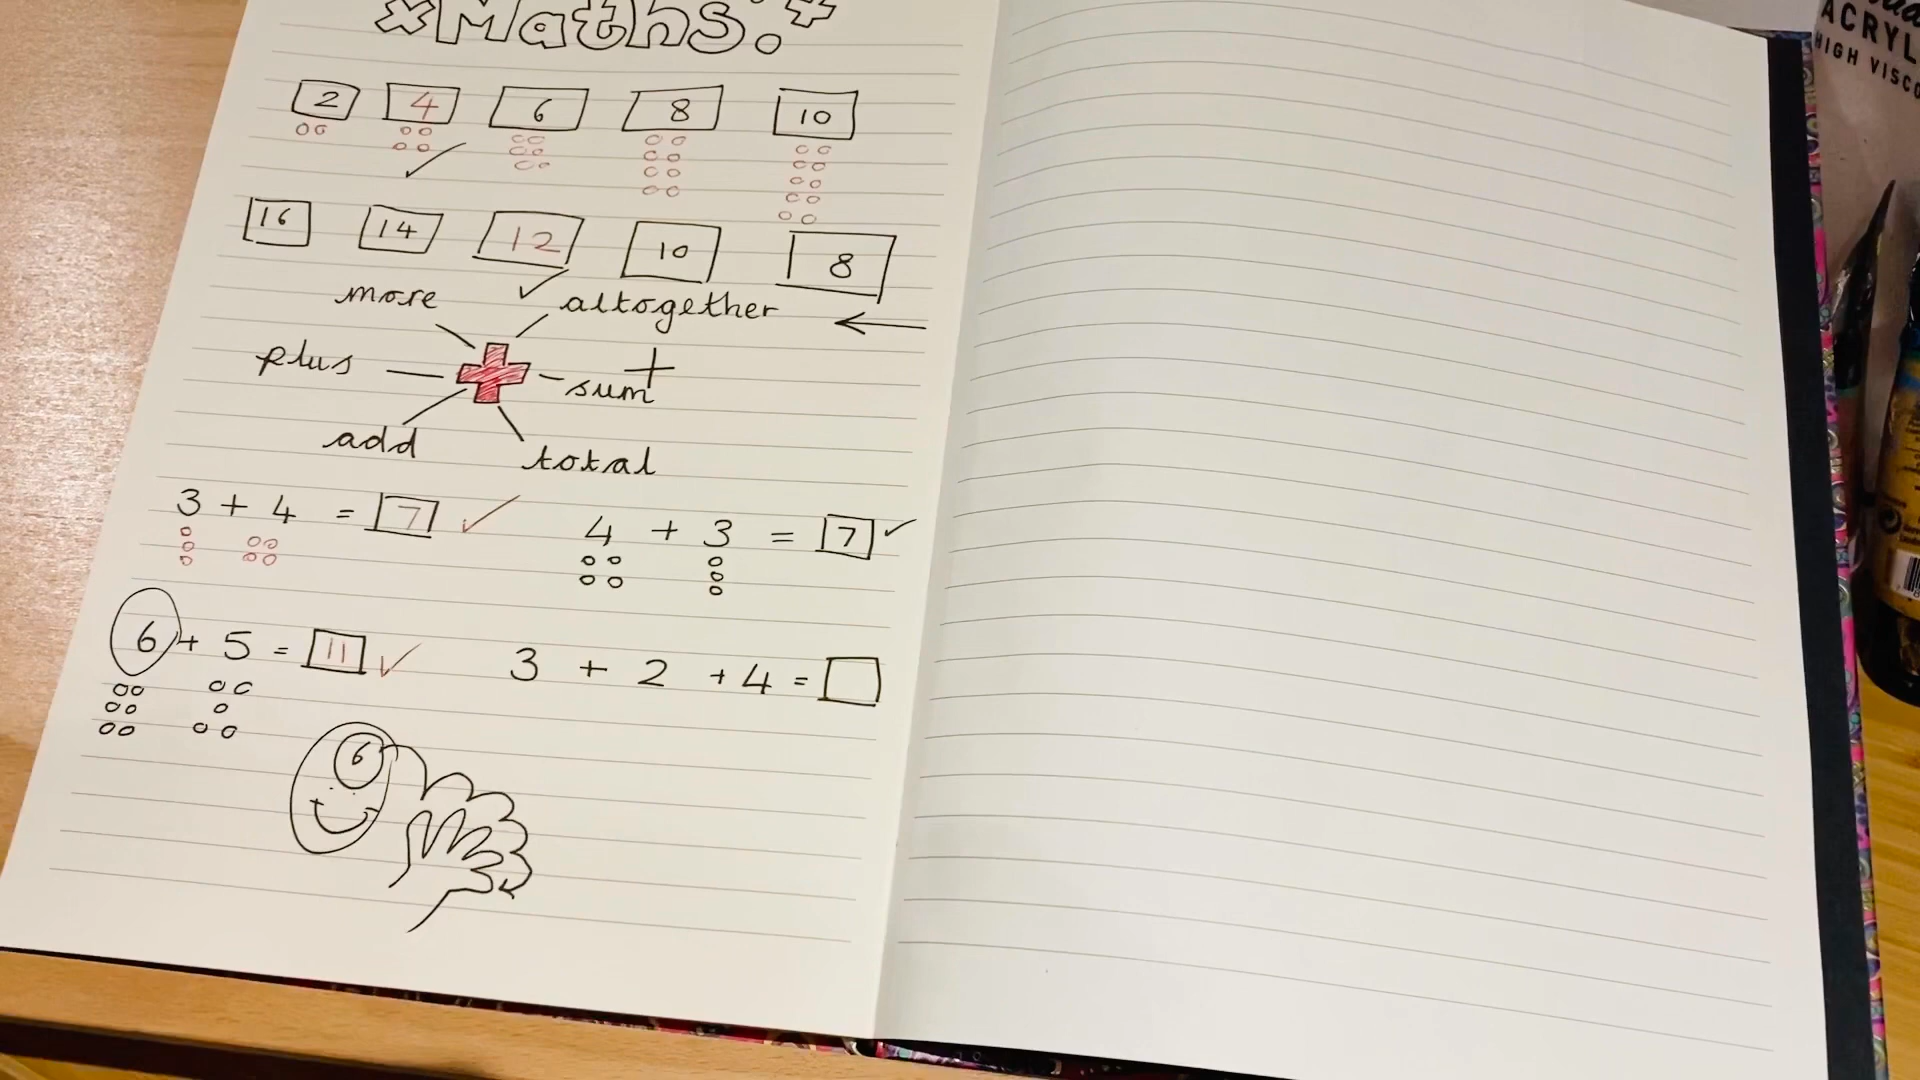 × Maths. +
2 4 6 8 10
16 14 12 10 8
more altogether
plus + sum +
add total
3 + 4 = 7 4 + 3 = 7
6 + 5 = 11 3 + 2 + 4 =
6
ACRYL
HIGH VISCO